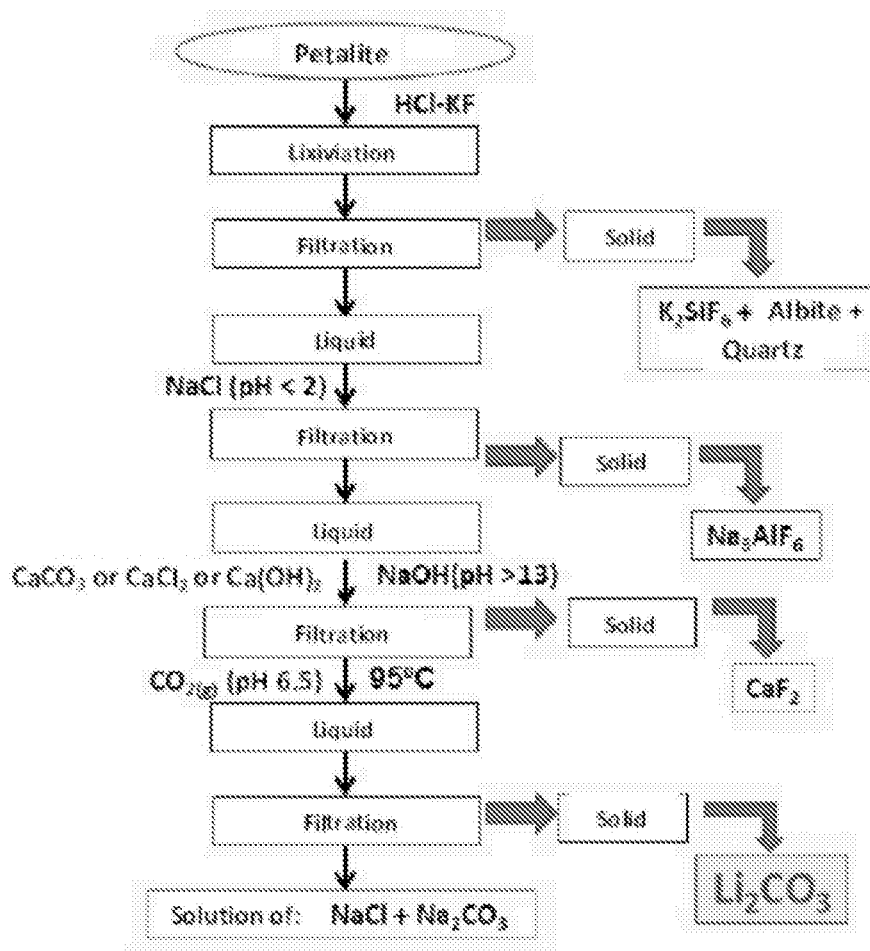 Petalite
HCl-KF
Lixiviation
Filtration
Solid
K₂SiF₆ + Albite +
Quartz
Liquid
NaCl (pH < 2)
Filtration
Solid
Na₃AlF₆
Liquid
CaCO₃ or CaCl₂ or Ca(OH)₂
NaOH(pH >13)
Filtration
Solid
CaF₂
CO₂(g) (pH 6.5)
95ºC
Liquid
Filtration
Solid
Li₂CO₃
Solution of: NaCl + Na₂CO₃